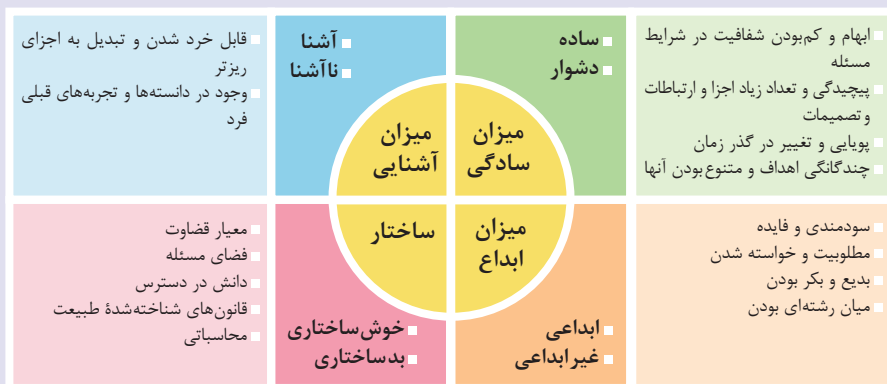 ابهام و کم‌بودن شفافیت در شرایط
مسئله
پیچیدگی و تعداد زیاد اجزا و ارتباطات
و تصمیمات
پویایی و تغییر در گذر زمان
چندگانگی اهداف و متنوع‌بودن آنها
ساده
دشوار
میزان
سادگی
آشنا
ناآشنا
میزان
آشنایی
قابل خرد شدن و تبدیل به اجزای
ریزتر
وجود در دانسته‌ها و تجربه‌های قبلی
فرد
سودمندی و فایده
مطلوبیت و خواسته شدن
بدیع و بکر بودن
میان رشته‌ای بودن
میزان
ابداع
ابداعی
غیرابداعی
ساختار
خوش‌ساختاری
بدساختاری
معیار قضاوت
فضای مسئله
دانش در دسترس
قانون‌های شناخته‌شدهٔ طبیعت
محاسباتی